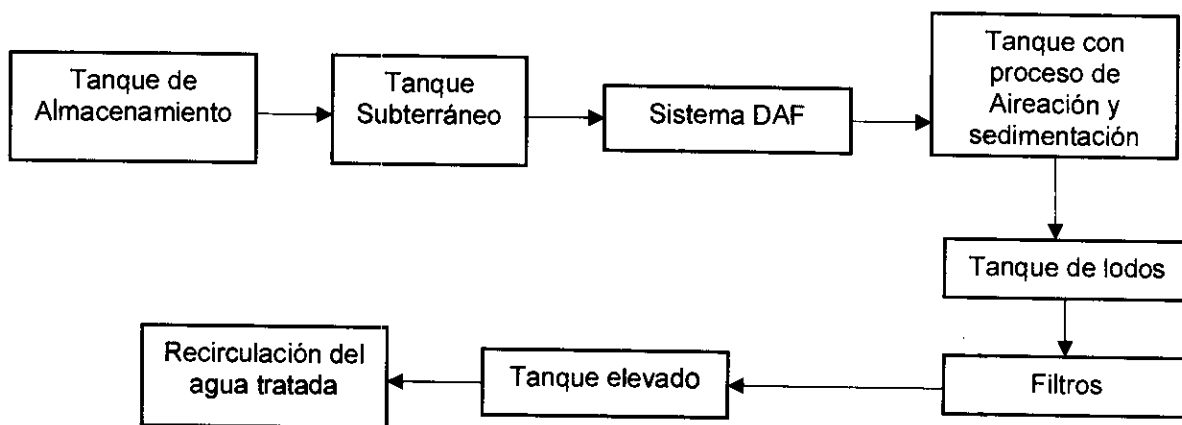 Tanque de
Almacenamiento
Tanque
Subterráneo
Sistema DAF
Tanque con
proceso de
Aireación y
sedimentación
Tanque de lodos
Filtros
Tanque elevado
Recirculación del
agua tratada